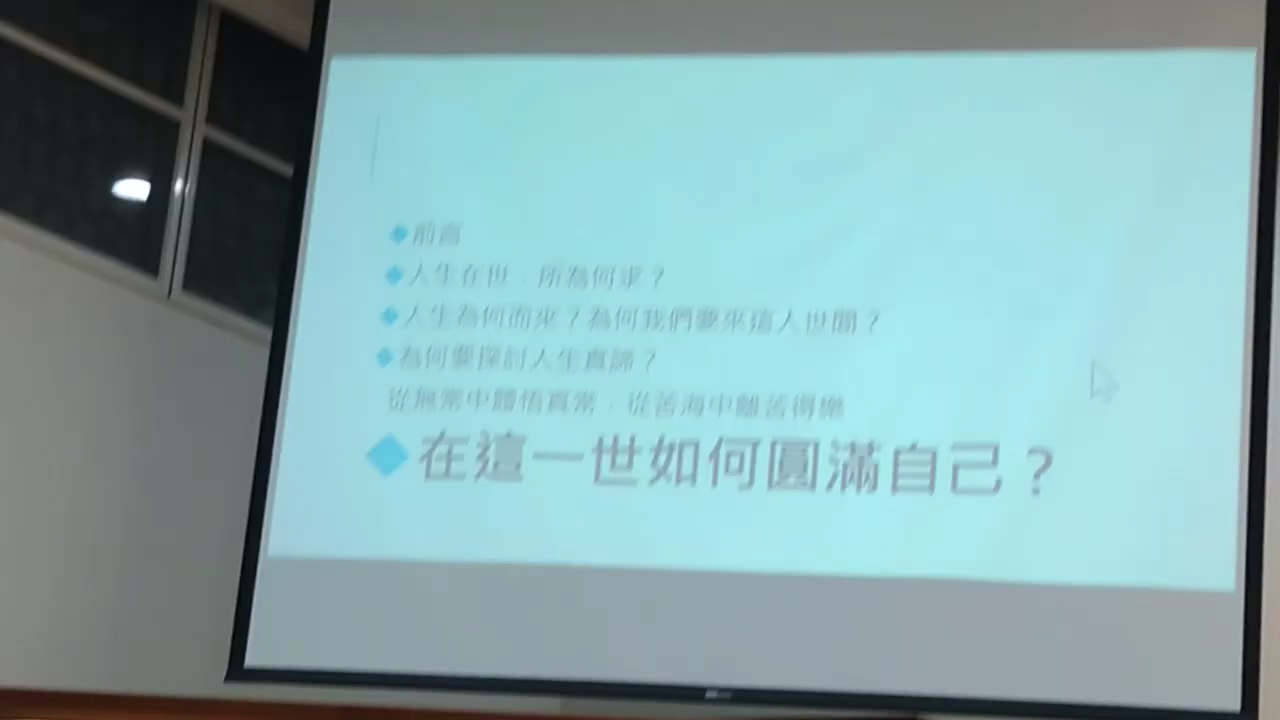 ◆前言
◆人生在世，所為何求？
◆人生為何而來？為何我們要來這人世間？
◆為何要探討人生真諦？
從無常中體悟真常，從苦海中離苦得樂
◆在這一世如何圓滿自己？